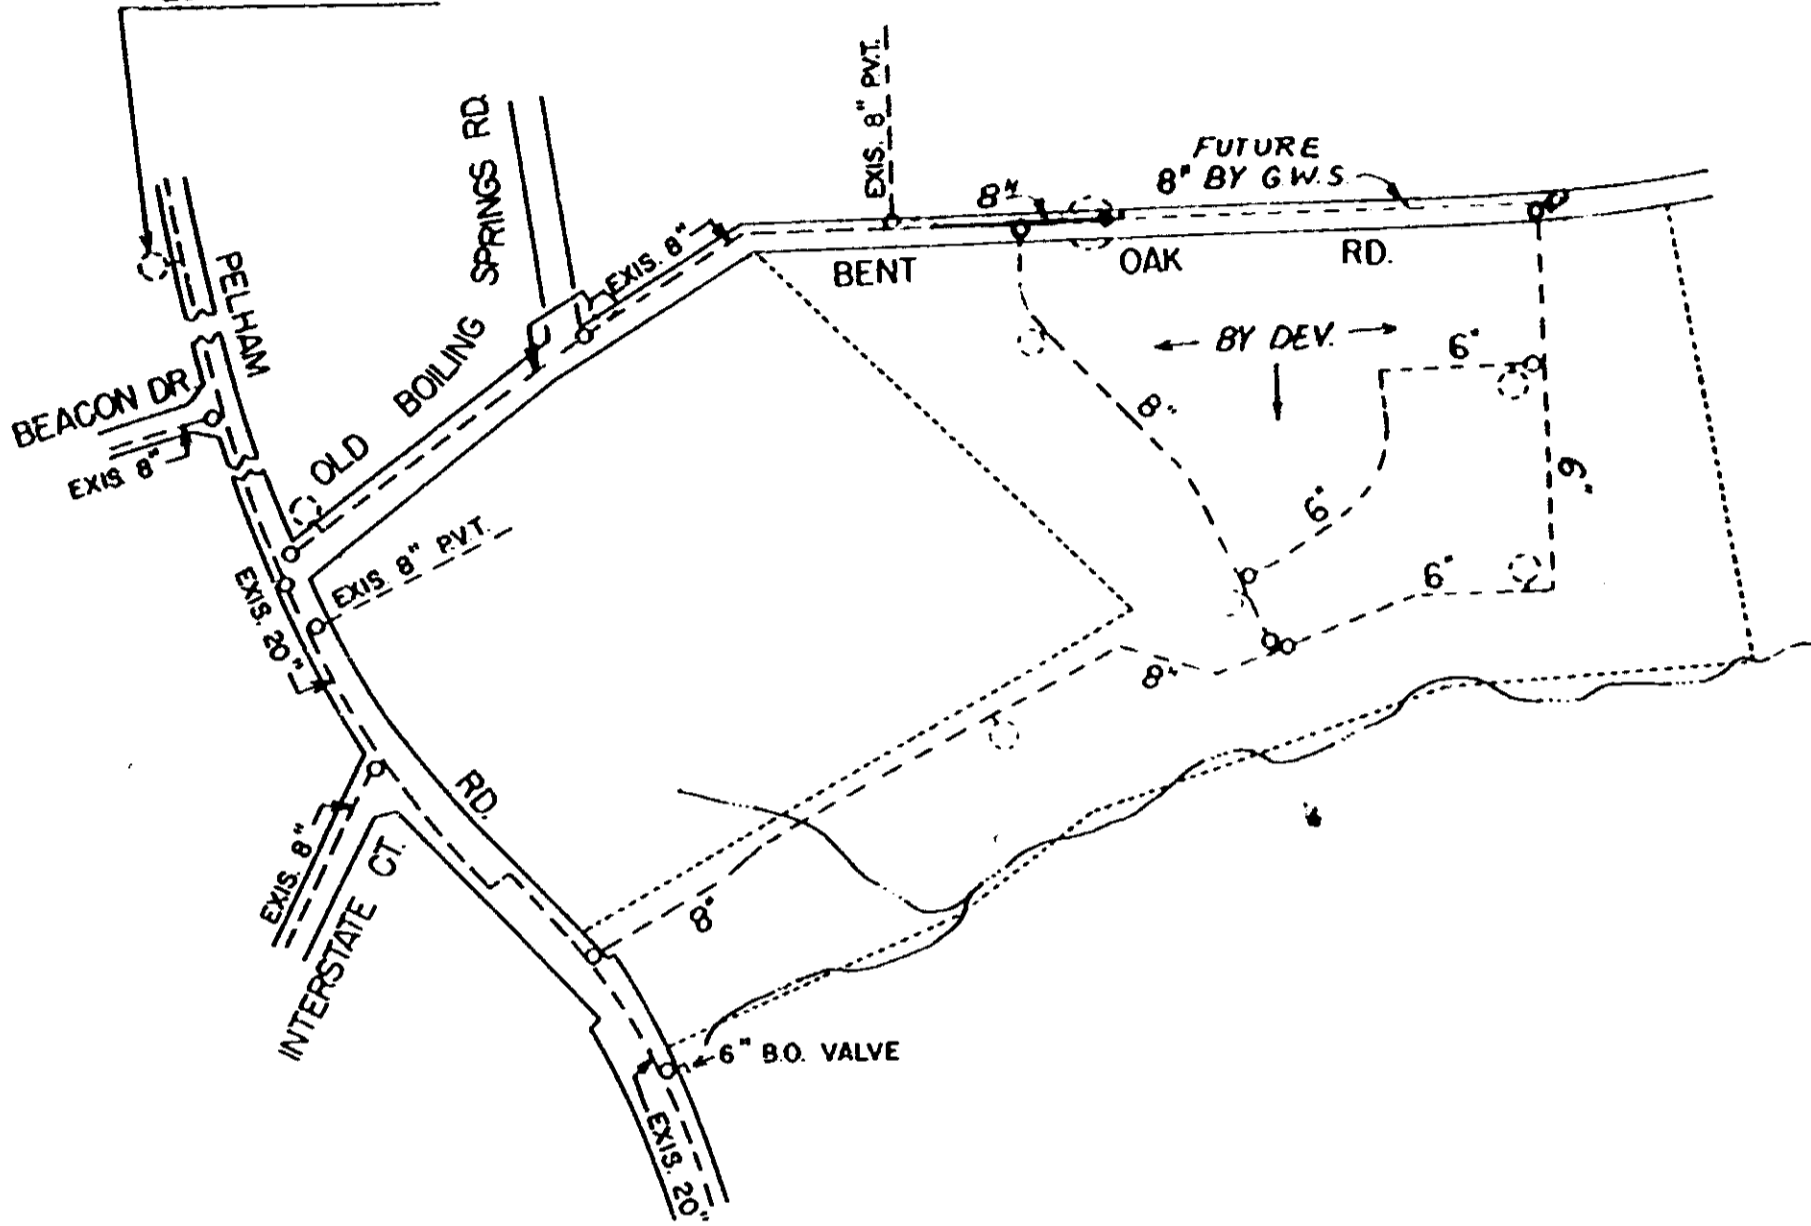 EXIS. 8" P.V.T.
FUTURE
8" BY G.W.S.
8"
SPRINGS RD.
EXIS. 8"
BENT OAK RD.
PELHAM
BOILING
BY DEV.
6"
BEACON DR.
EXIS. 8"
8"
OLD
6"
6"
EXIS. 8" P.V.T.
6"
EXIS. 20"
8"
RD.
EXIS. 8"
INTERSTATE CT.
8"
6" B.O. VALVE
EXIS. 20"